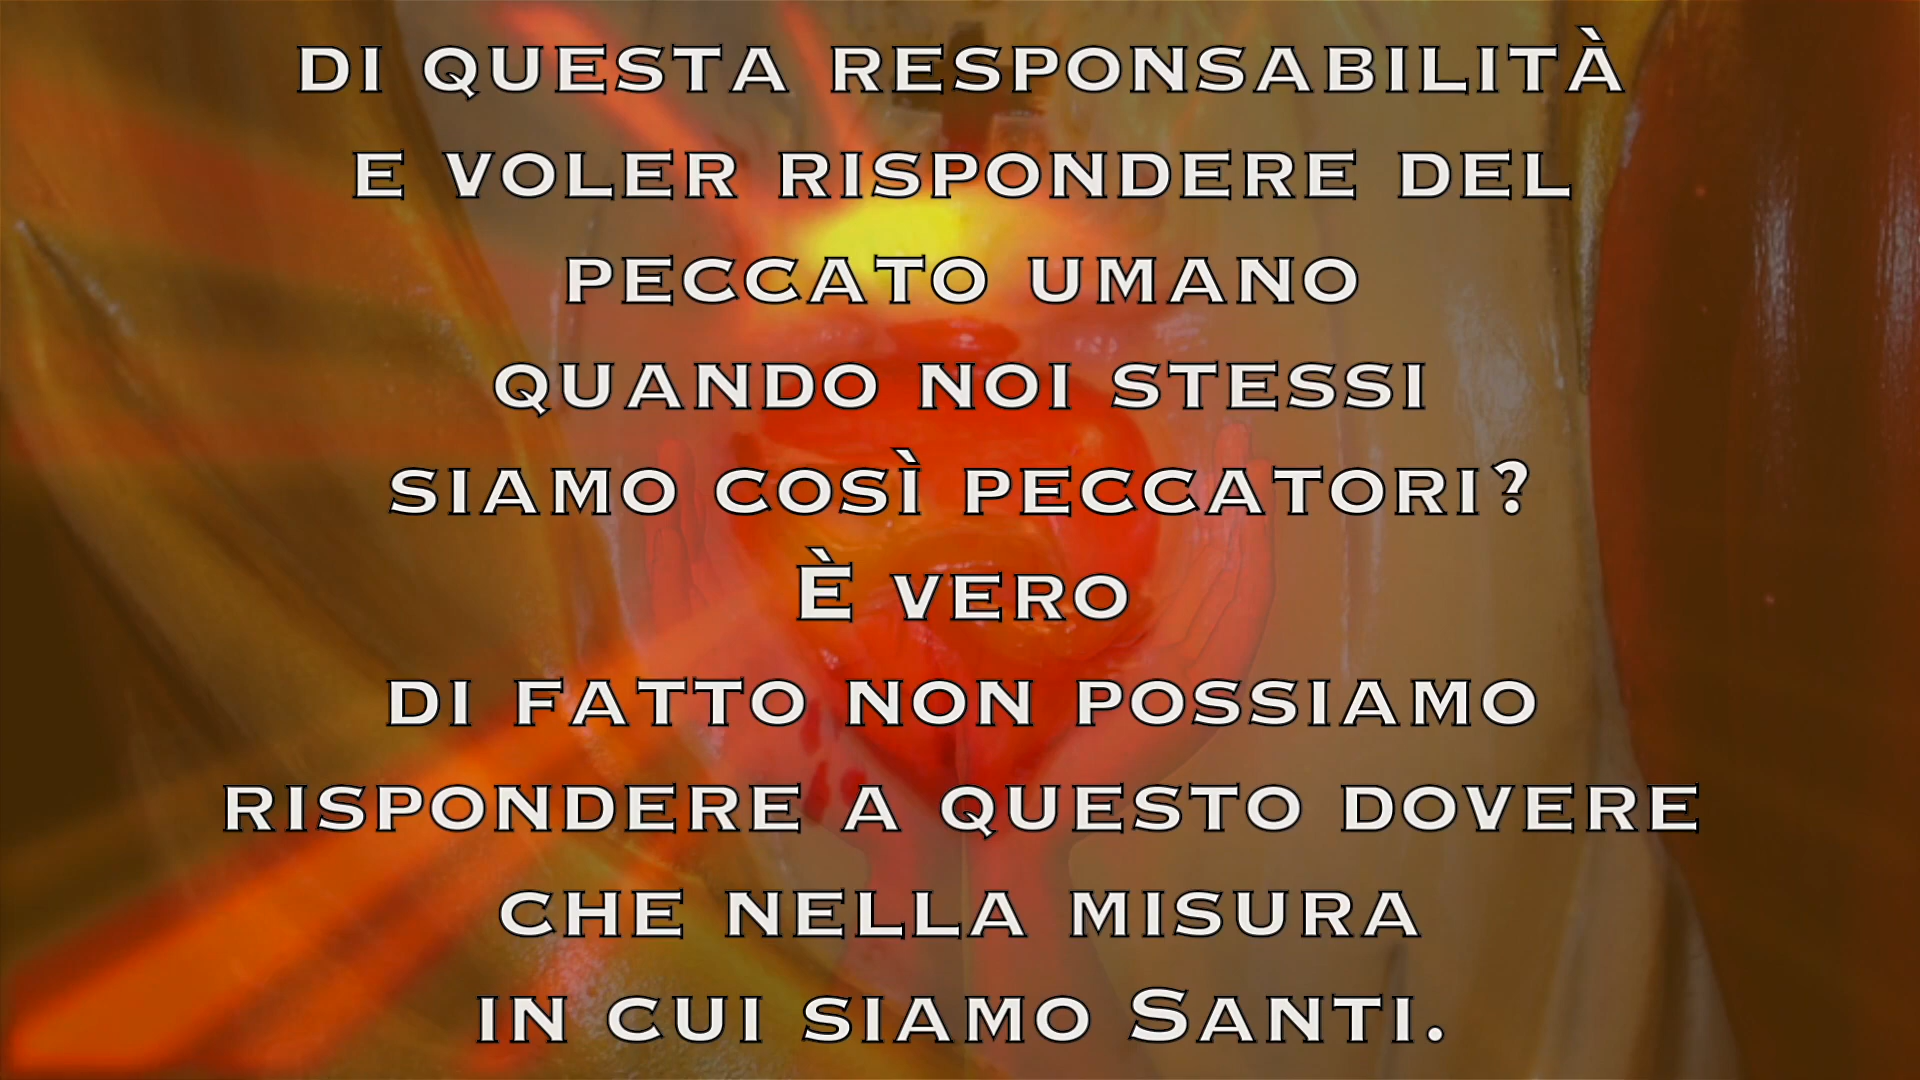 DI QUESTA RESPONSABILITÀ
E VOLER RISPONDERE DEL
PECCATO UMANO
QUANDO NOI STESSI
SIAMO COSÌ PECCATORI?
È VERO
DI FATTO NON POSSIAMO
RISPONDERE A QUESTO DOVERE
CHE NELLA MISURA
IN CUI SIAMO SANTI.